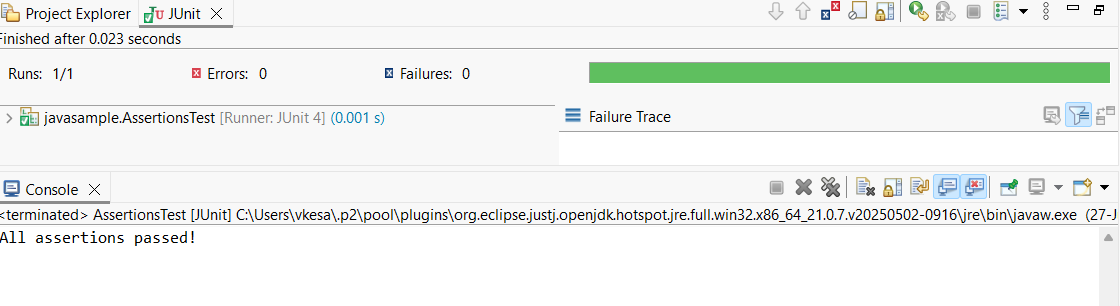 Project Explorer JUnit
Finished after 0.023 seconds
Runs: 1/1 Errors: 0 Failures: 0
javasample.AssertionsTest [Runner: JUnit 4] (0.001 s)
Failure Trace
Console
<terminated> AssertionsTest [JUnit] C:\Users\vkesa\.p2\pool\plugins\org.eclipse.justj.openjdk.hotspot.jre.full.win32.x86_64_21.0.7.v20250502-0916\jre\bin\javaw.exe (27-J
All assertions passed!